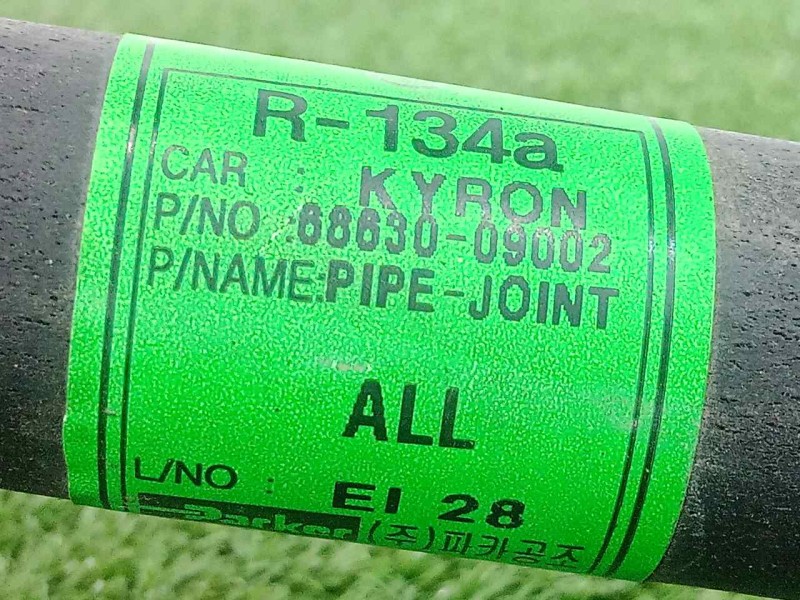 R-134a
CAR : KYRON
P/NO :68630-09002
P/NAME:PIPE-JOINT
ALL
L/NO : EI 28
Parker (주)파카공조